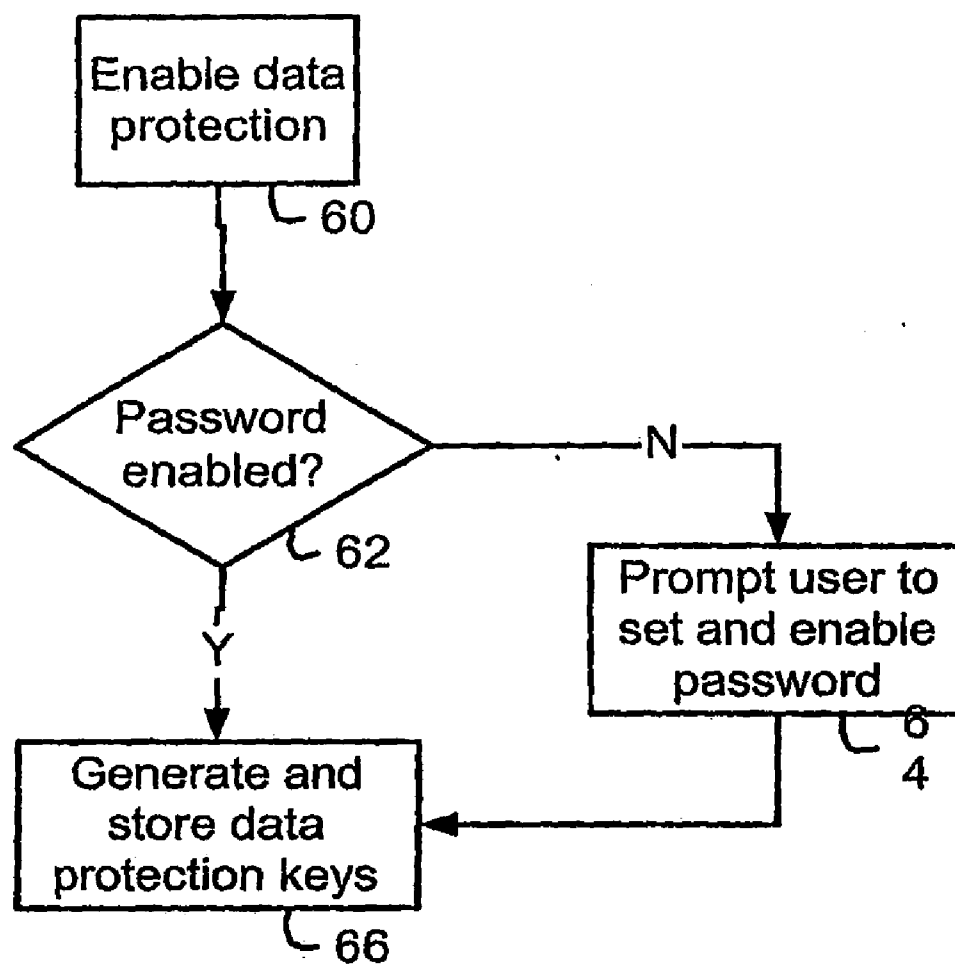 Enable data
protection
60
Password
enabled?
62
N
Y
Prompt user to
set and enable
password
6
4
Generate and
store data
protection keys
66